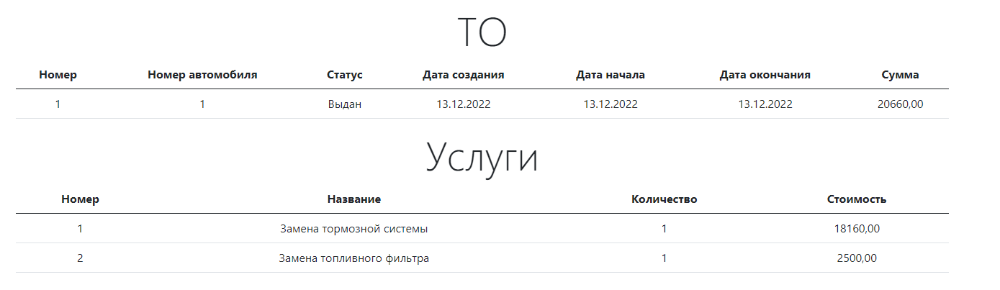 ТО
Номер Номер автомобиля Статус Дата создания Дата начала Дата окончания Сумма
1 1 Выдан 13.12.2022 13.12.2022 13.12.2022 20660,00
Услуги
Номер Название Количество Стоимость
1 Замена тормозной системы 1 18160,00
2 Замена топливного фильтра 1 2500,00